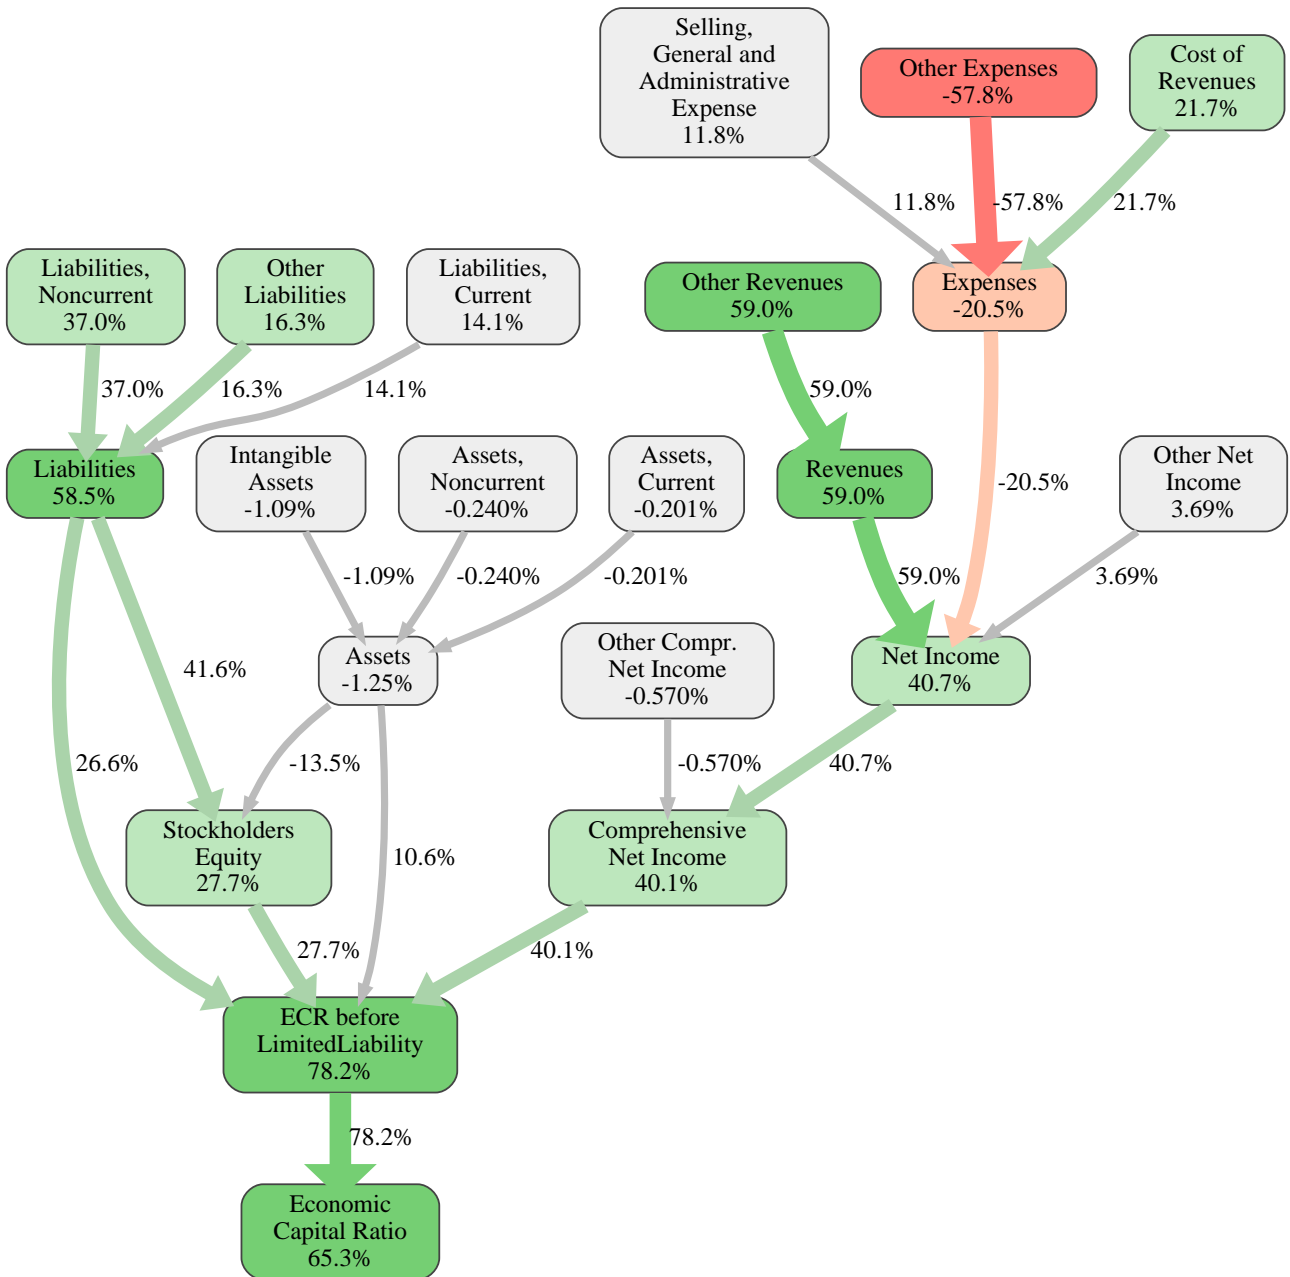 Selling,
General and
Administrative
Expense
11.8%
Other Expenses
-57.8%
Cost of
Revenues
21.7%
11.8%
-57.8%
21.7%
Liabilities,
Noncurrent
37.0%
Other
Liabilities
16.3%
Liabilities,
Current
14.1%
Other Revenues
59.0%
Expenses
-20.5%
37.0%
16.3%
14.1%
59.0%
Liabilities
58.5%
Intangible
Assets
-1.09%
Assets,
Noncurrent
-0.240%
Assets,
Current
-0.201%
Revenues
59.0%
-20.5%
Other Net
Income
3.69%
-1.09%
-0.240%
-0.201%
59.0%
3.69%
41.6%
Assets
-1.25%
Other Compr.
Net Income
-0.570%
Net Income
40.7%
26.6%
-13.5%
-0.570%
40.7%
Stockholders
Equity
27.7%
10.6%
Comprehensive
Net Income
40.1%
27.7%
40.1%
ECR before
LimitedLiability
78.2%
78.2%
Economic
Capital Ratio
65.3%